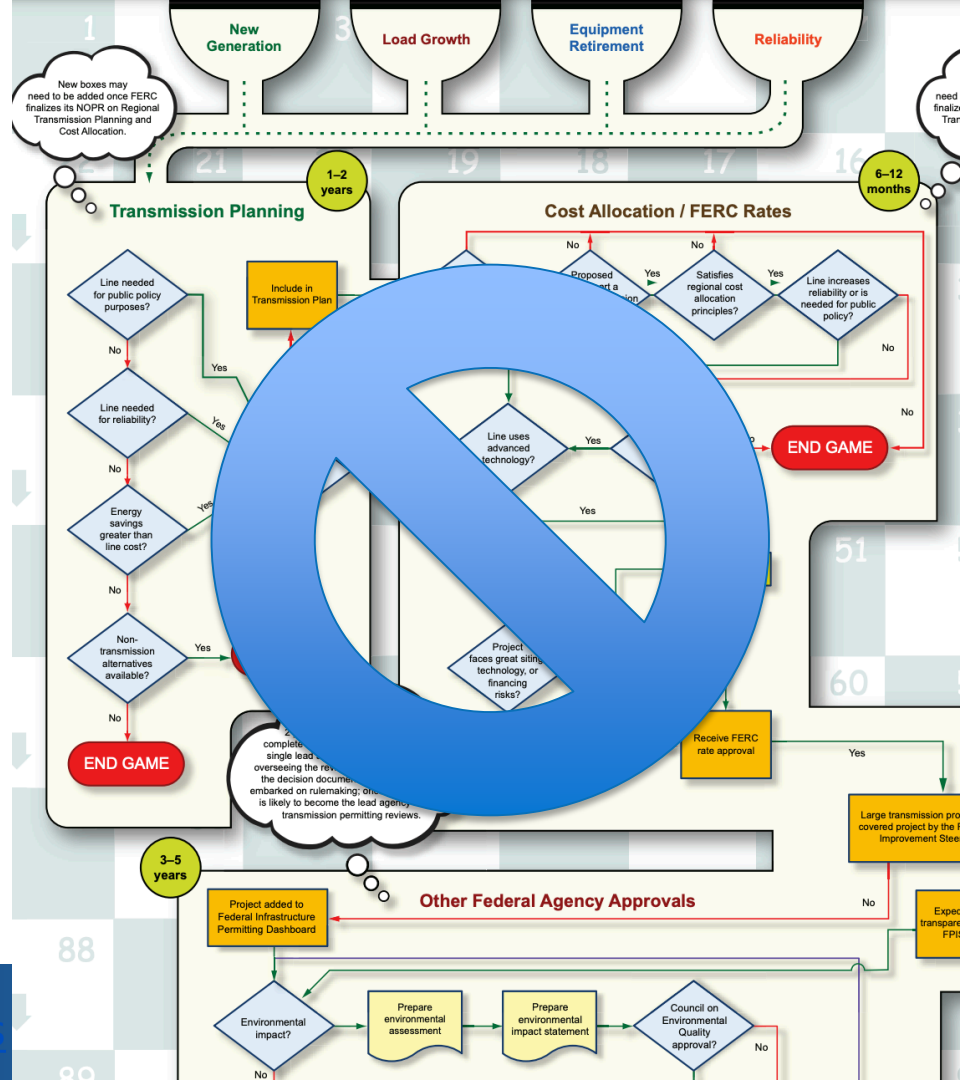 1
3
New
Generation
Load Growth
Equipment
Retirement
Reliability
New boxes may
need to be added once FERC
finalizes its NOPR on Regional
Transmission Planning and
Cost Allocation.
need
21
19
18
17
16
1–2
years
6–12
months
Transmission Planning
Cost Allocation / FERC Rates
Line needed
for public policy
purposes?
Include in
Transmission Plan
No
Yes
Line needed
for reliability?
Yes
No
Energy
savings
greater than
line cost?
Yes
No
Non-
transmission
alternatives
available?
Yes
No
END GAME
No
No
Proposed
Yes
Satisfies
regional cost
allocation
principles?
Yes
Line increases
reliability or is
needed for public
policy?
No
No
Line uses
advanced
technology?
Yes
END GAME
Yes
51
60
Project
faces great siting,
technology, or
financing
risks?
Receive FERC
rate approval
Yes
complete
single lead
overseeing the
the decision
embarked on rulemaking;
is likely to become the lead agency
transmission permitting reviews.
Large transmission
covered project by the
Improvement
No
3–5
years
Other Federal Agency Approvals
Project added to
Federal Infrastructure
Permitting Dashboard
88
Environmental
impact?
Prepare
environmental
assessment
Prepare
environmental
impact statement
Council on
Environmental
Quality
approval?
No
No
89